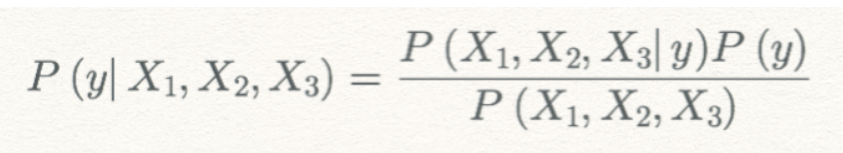 P (y| X₁, X₂, X₃) = P (X₁, X₂, X₃| y)P (y) / P (X₁, X₂, X₃)